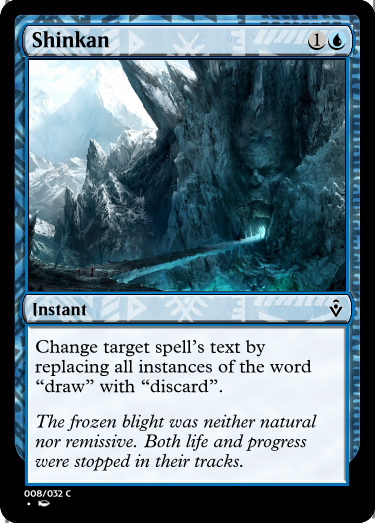 Shinkan 1
Instant
Change target spell's text by
replacing all instances of the word
“draw” with “discard”.
The frozen blight was neither natural
nor remissive. Both life and progress
were stopped in their tracks.
008/032 C